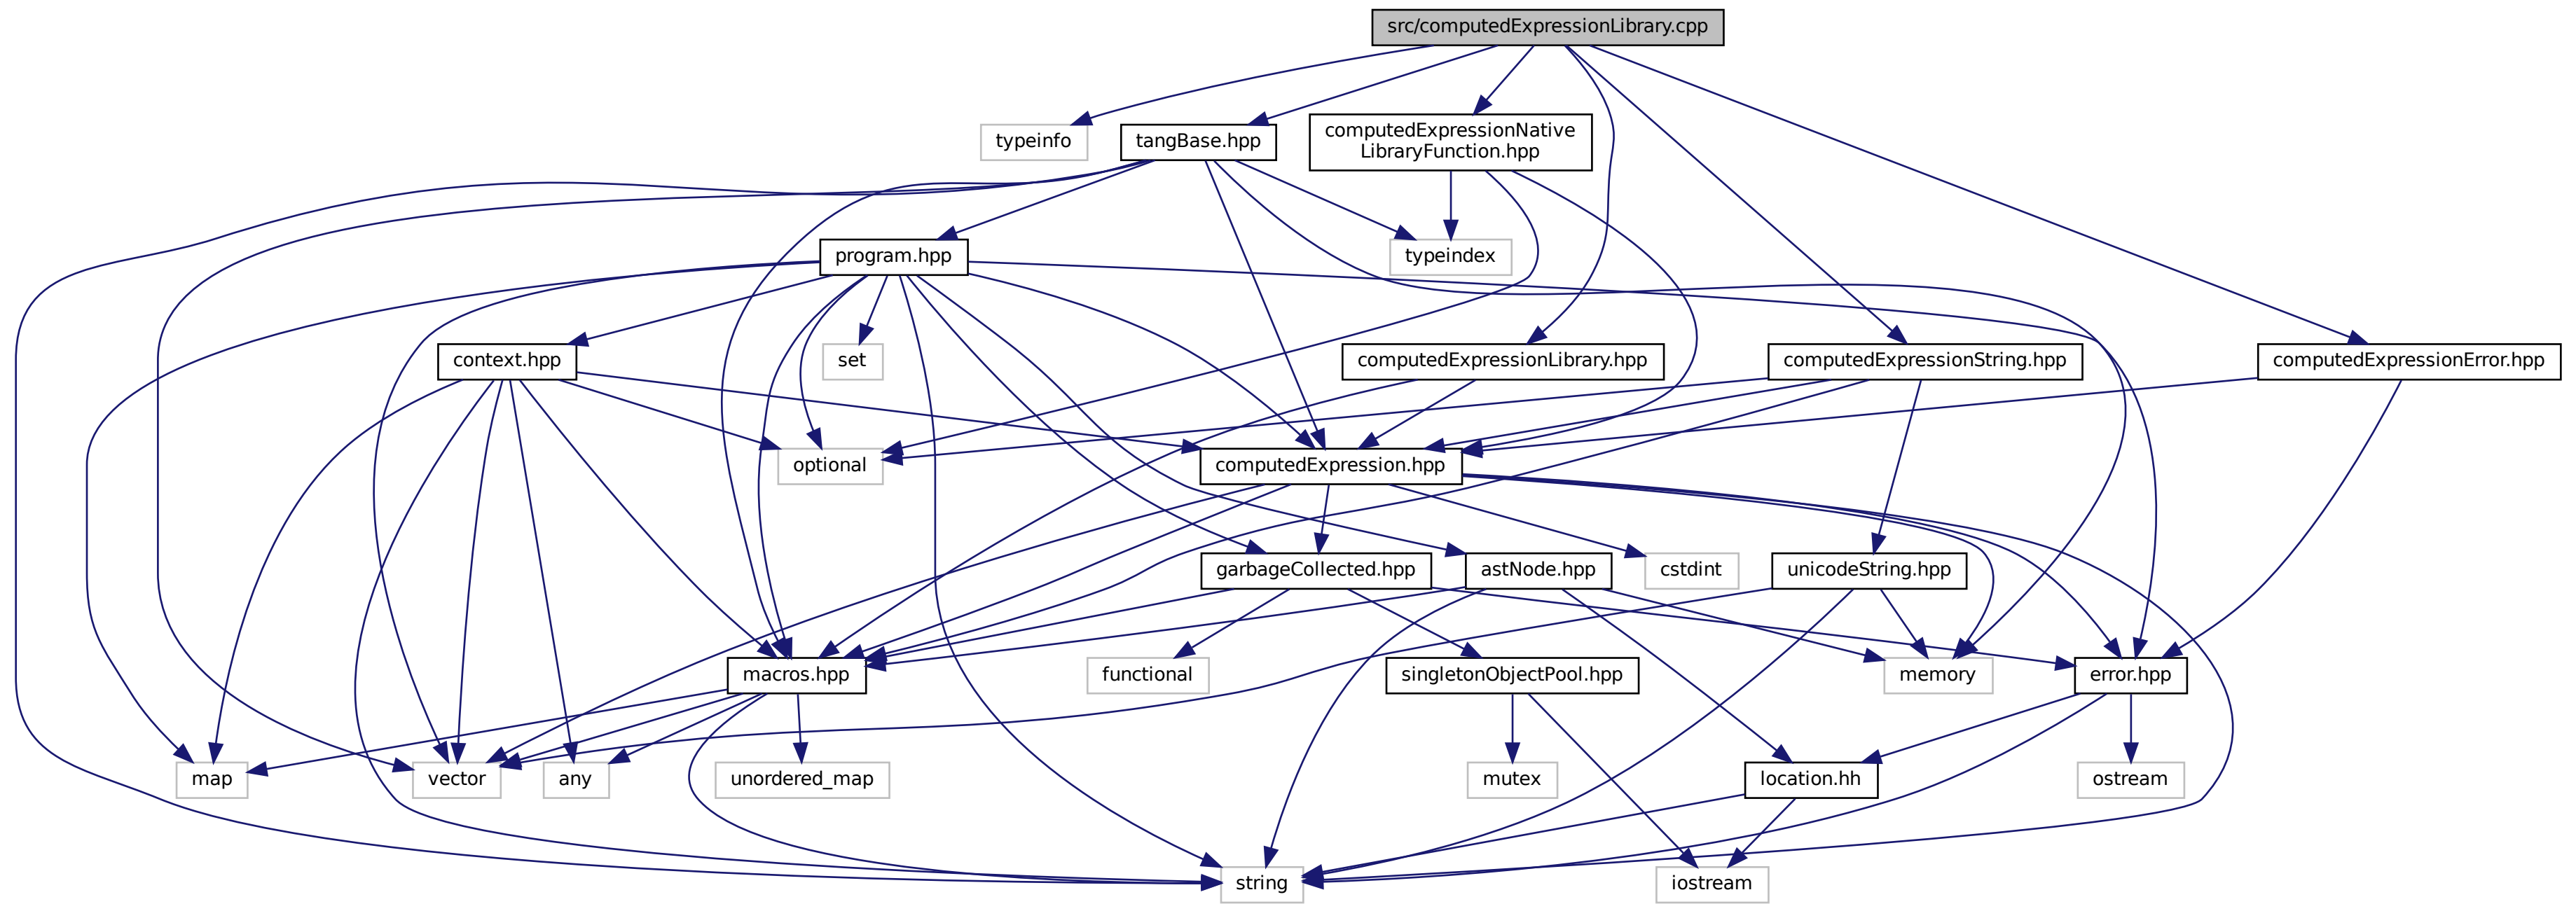 src/computedExpressionLibrary.cpp
typeinfo
tangBase.hpp
computedExpressionNative
LibraryFunction.hpp
program.hpp
typeindex
context.hpp
set
computedExpressionLibrary.hpp
computedExpressionString.hpp
computedExpressionError.hpp
optional
computedExpression.hpp
garbageCollected.hpp
astNode.hpp
cstdint
unicodeString.hpp
macros.hpp
functional
singletonObjectPool.hpp
memory
error.hpp
map
vector
any
unordered_map
mutex
location.hh
ostream
string
iostream